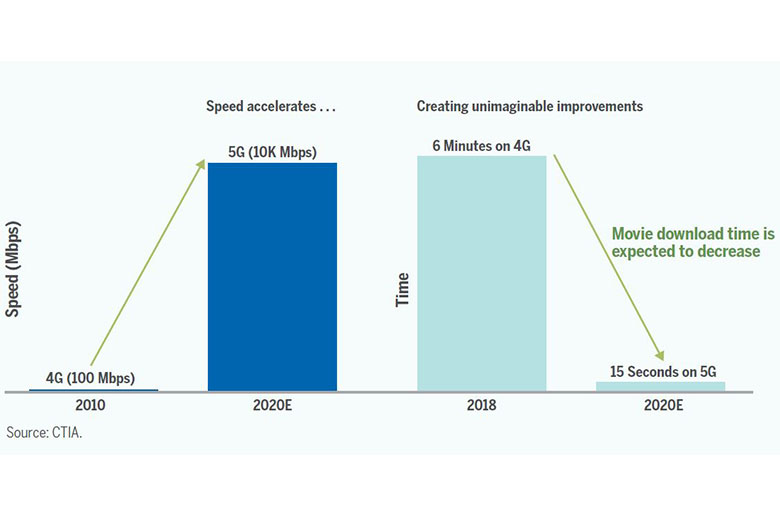 Speed accelerates . . .
Speed (Mbps)
4G (100 Mbps)
5G (10K Mbps)
2010
2020E
Creating unimaginable improvements
Time
6 Minutes on 4G
Movie download time is
expected to decrease
15 Seconds on 5G
2018
2020E
Source: CTIA.